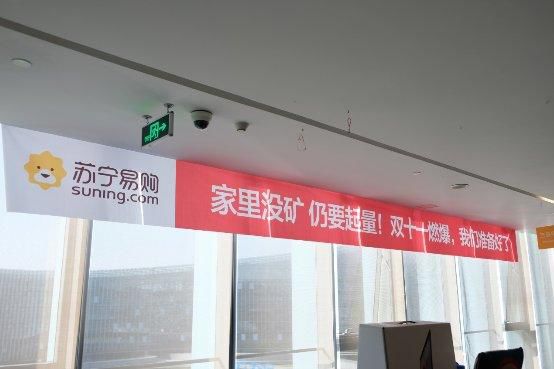 苏宁易购
suning.com
家里没矿 仍要起量！双十一燃爆，我们准备好了